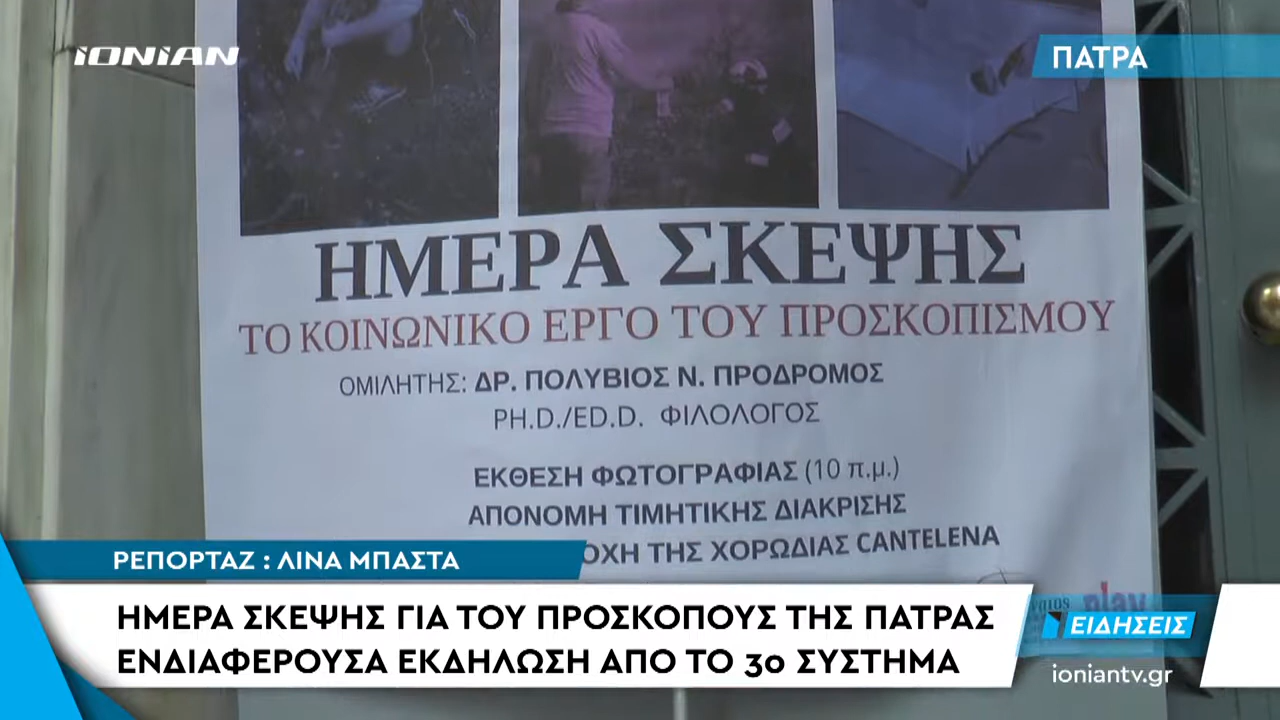 IONIAN
ΠΑΤΡΑ
ΗΜΕΡΑ ΣΚΕΨΗΣ
ΤΟ ΚΟΙΝΩΝΙΚΟ ΕΡΓΟ ΤΟΥ ΠΡΟΣΚΟΠΙΣΜΟΥ
ΟΜΙΛΗΤΗΣ: ΔΡ. ΠΟΛΥΒΙΟΣ Ν. ΠΡΟΔΡΟΜΟΣ
PH.D./ED.D. ΦΙΛΟΛΟΓΟΣ
ΕΚΘΕΣΗ ΦΩΤΟΓΡΑΦΙΑΣ (10 π.μ.)
ΑΠΟΝΟΜΗ ΤΙΜΗΤΙΚΗΣ ΔΙΑΚΡΙΣΗΣ
ΤΗΣ ΧΟΡΩΔΙΑΣ CANTELENA
ΡΕΠΟΡΤΑΖ : ΛΙΝΑ ΜΠΑΣΤΑ
ΗΜΕΡΑ ΣΚΕΨΗΣ ΓΙΑ ΤΟΥ ΠΡΟΣΚΟΠΟΥΣ ΤΗΣ ΠΑΤΡΑΣ
ΕΝΔΙΑΦΕΡΟΥΣΑ ΕΚΔΗΛΩΣΗ ΑΠΟ ΤΟ 3ο ΣΥΣΤΗΜΑ
play
ΕΙΔΗΣΕΙΣ
ioniantv.gr